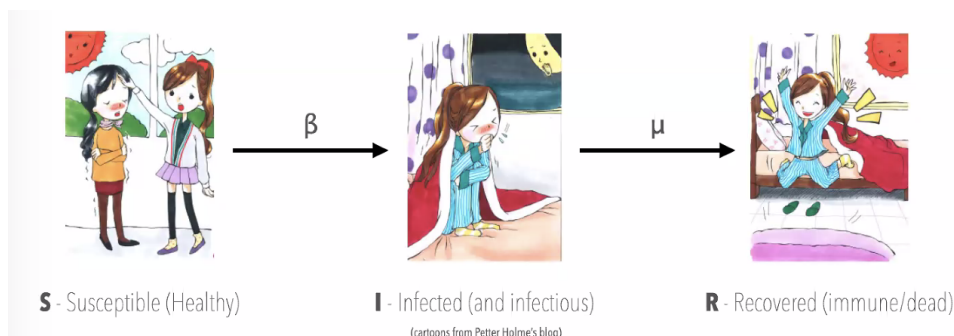 β
μ
S - Susceptible (Healthy)
I - Infected (and infectious)
R - Recovered (immune/dead)
(cartoons from Petter Holme's blog)